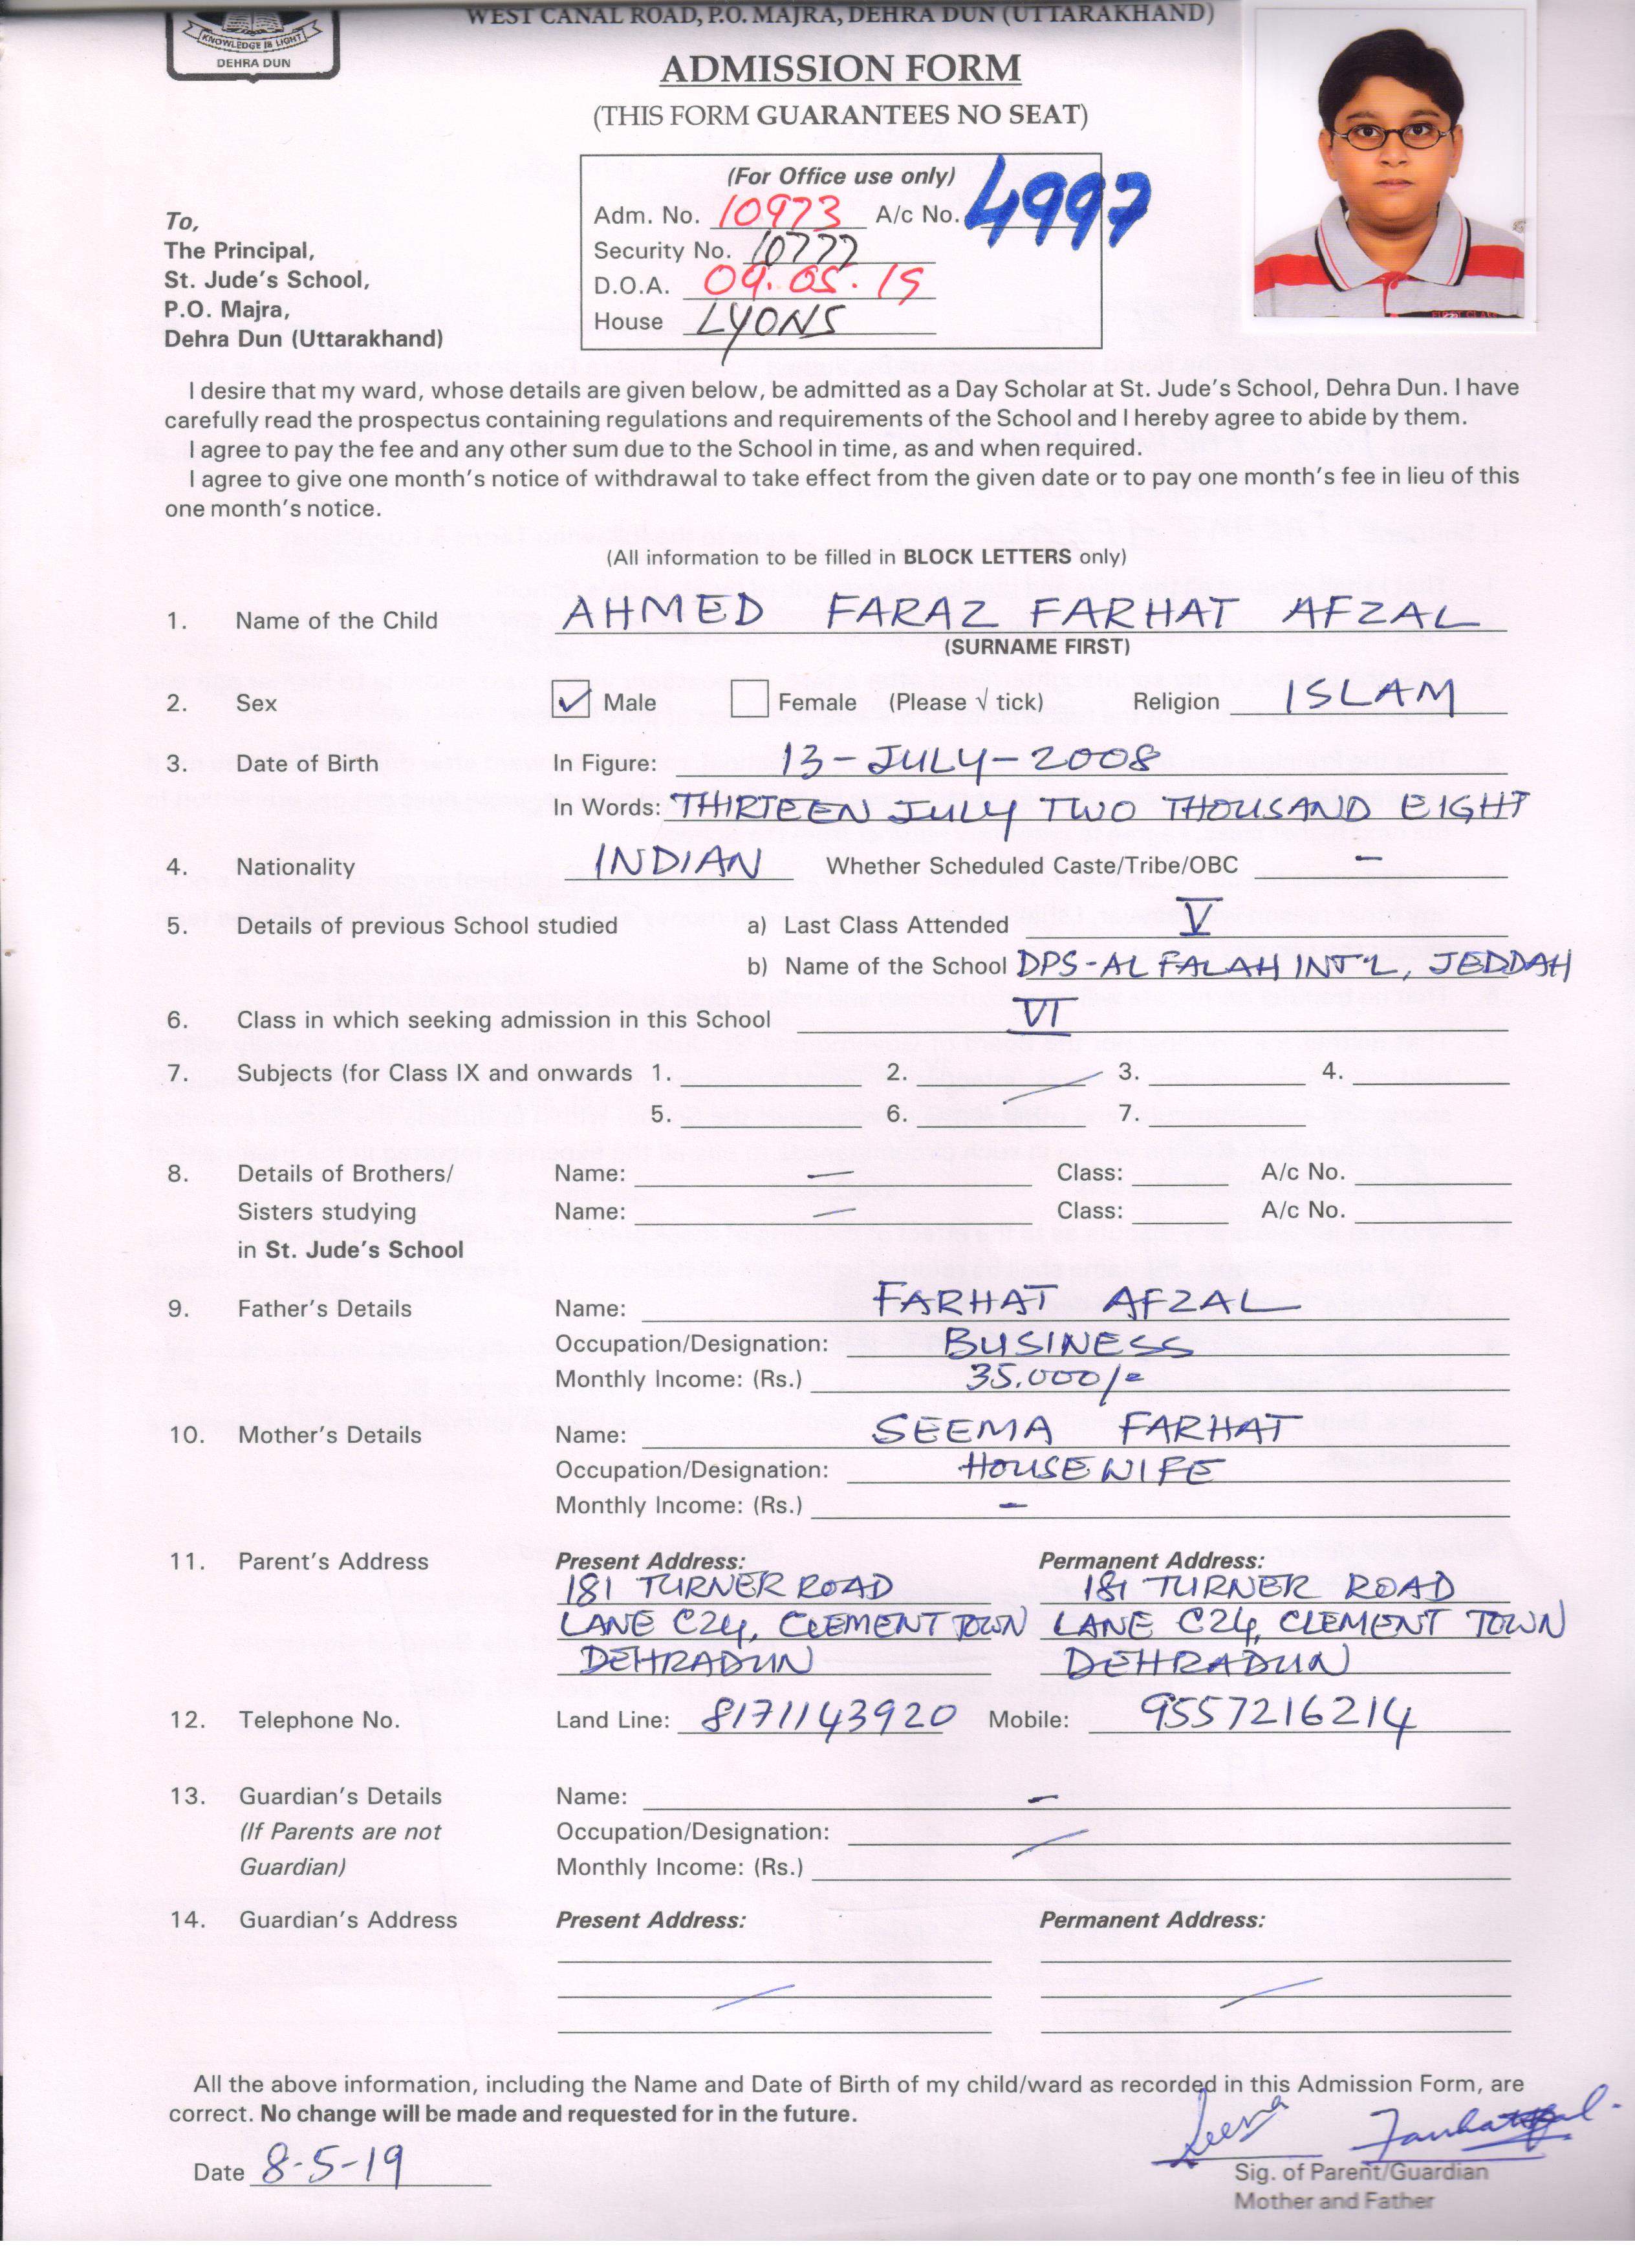 WEST CANAL ROAD, P.O. MAJRA, DEHRA DUN (UTTARAKHAND)
KNOWLEDGE IS LIGHT
DEHRA DUN
ADMISSION FORM
(THIS FORM GUARANTEES NO SEAT)
(For Office use only)
Adm. No. 10973 A/c No. 4997
Security No. 10777
D.O.A. 09.05.19
House LYONS
To,
The Principal,
St. Jude's School,
P.O. Majra,
Dehra Dun (Uttarakhand)
I desire that my ward, whose details are given below, be admitted as a Day Scholar at St. Jude's School, Dehra Dun. I have
carefully read the prospectus containing regulations and requirements of the School and I hereby agree to abide by them.
I agree to pay the fee and any other sum due to the School in time, as and when required.
I agree to give one month's notice of withdrawal to take effect from the given date or to pay one month's fee in lieu of this
one month's notice.
(All information to be filled in BLOCK LETTERS only)
1. Name of the Child AHMED FARAZ FARHAT AFZAL
(SURNAME FIRST)
2. Sex ✓ Male Female (Please √ tick) Religion ISLAM
3. Date of Birth In Figure: 13-JULY-2008
In Words: THIRTEEN JULY TWO THOUSAND EIGHT
4. Nationality INDIAN Whether Scheduled Caste/Tribe/OBC –
5. Details of previous School studied a) Last Class Attended V
b) Name of the School DPS-AL FALAH INT'L, JEDDAH
6. Class in which seeking admission in this School VI
7. Subjects (for Class IX and onwards 1. 2. 3. 4.
5. 6. 7.
8. Details of Brothers/ Name: — Class: A/c No.
Sisters studying Name: — Class: A/c No.
in St. Jude's School
9. Father's Details Name: FARHAT AFZAL
Occupation/Designation: BUSINESS
Monthly Income: (Rs.) 35,000/=
10. Mother's Details Name: SEEMA FARHAT
Occupation/Designation: HOUSEWIFE
Monthly Income: (Rs.) –
11. Parent's Address Present Address: Permanent Address:
181 TURNER ROAD 181 TURNER ROAD
LANE C24, CLEMENT TOWN LANE C24, CLEMENT TOWN
DEHRADUN DEHRADUN
12. Telephone No. Land Line: 8171143920 Mobile: 9557216214
13. Guardian's Details Name: –
(If Parents are not Occupation/Designation:
Guardian) Monthly Income: (Rs.)
14. Guardian's Address Present Address: Permanent Address:
All the above information, including the Name and Date of Birth of my child/ward as recorded in this Admission Form, are
correct. No change will be made and requested for in the future.
Seema Farhat Afzal.
Date 8-5-19
Sig. of Parent/Guardian
Mother and Father